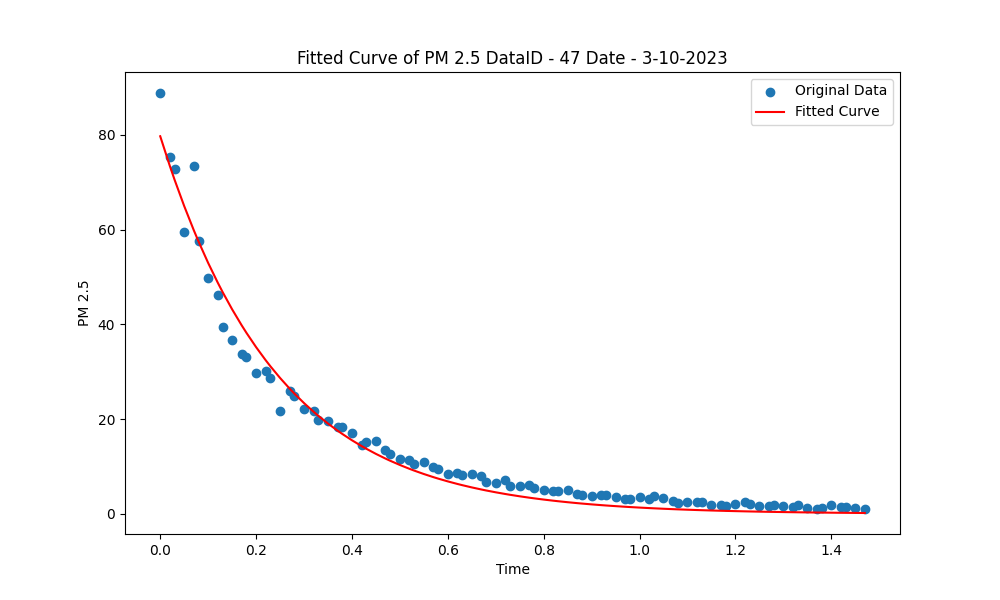 Fitted Curve of PM 2.5 DataID - 47 Date - 3-10-2023
Original Data
Fitted Curve
80
60
40
20
0
PM 2.5
0.0 0.2 0.4 0.6 0.8 1.0 1.2 1.4
Time